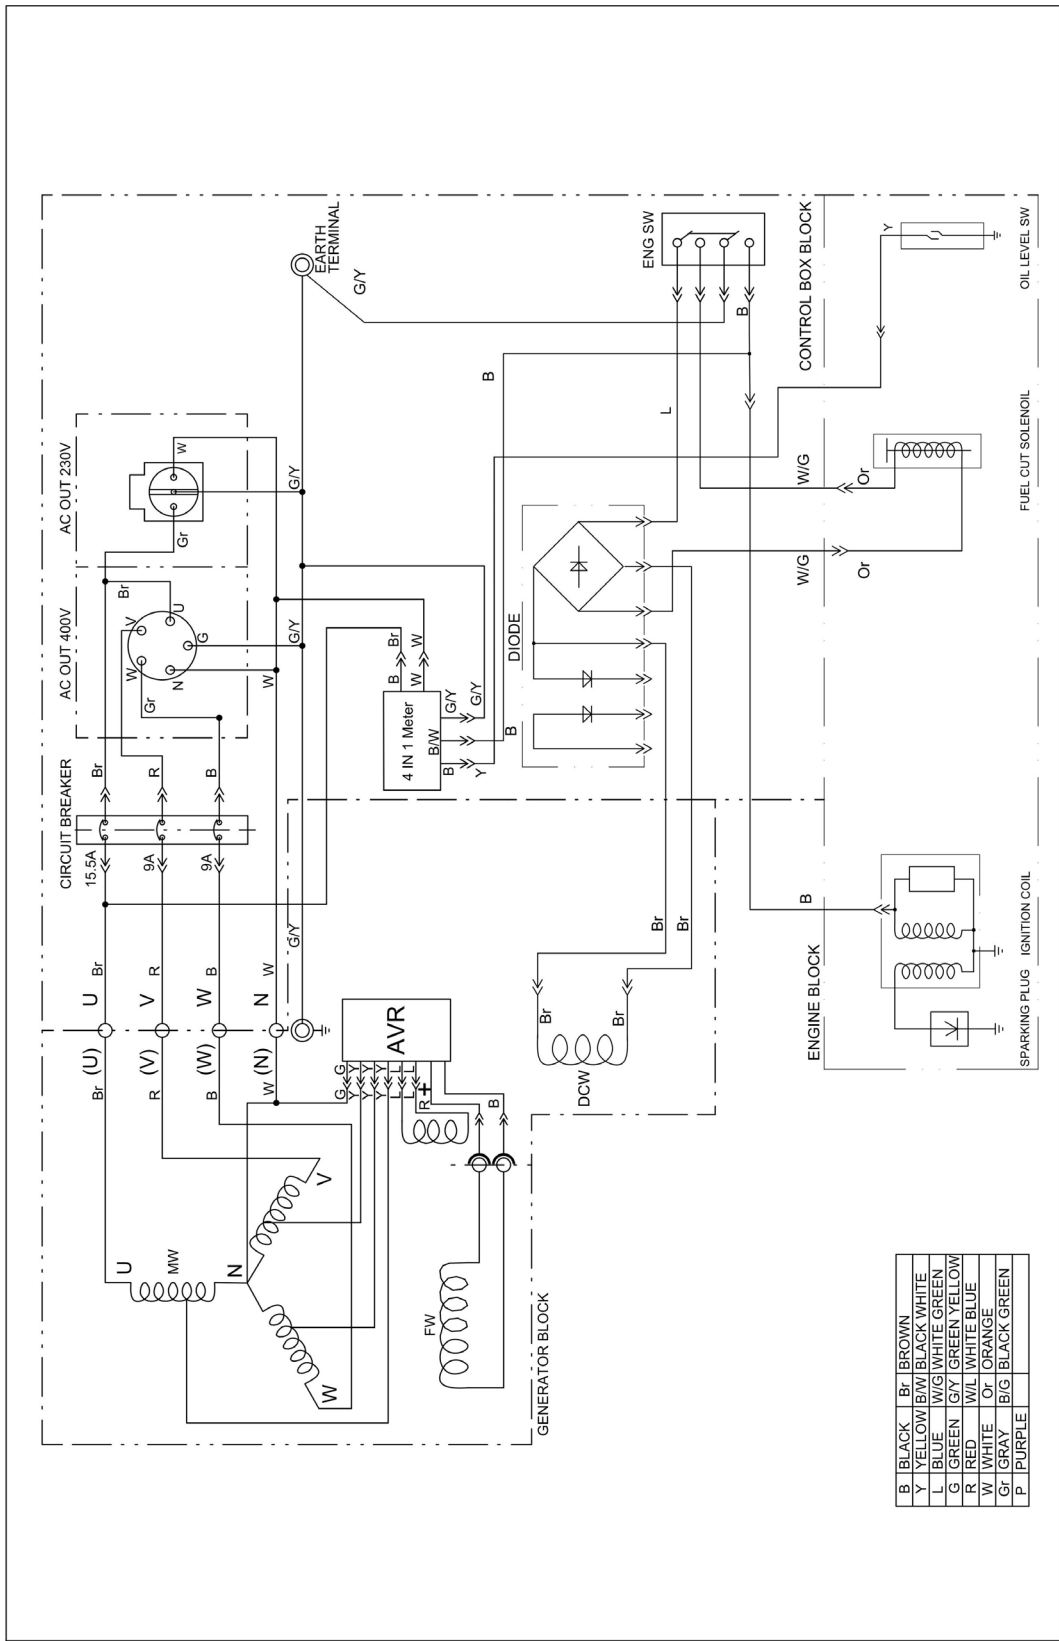 GENERATOR BLOCK
CONTROL BOX BLOCK
ENGINE BLOCK
U
MW
N
V
W
FW
DCW
Br (U) U Br
R (V) V R
B (W) W B
W (N) N W
G/Y
AVR
G G
Y Y
Y Y
Y Y
L L
L L
R +
B
CIRCUIT BREAKER
15.5A Br
9A R
9A B
AC OUT 400V
V
W
U
N
G
Br
Gr
G/Y
W
AC OUT 230V
Gr
W
G/Y
EARTH
TERMINAL
G/Y
4 IN 1 Meter
B Br
W W
G/Y G/Y
B/W B
B Y
B
DIODE
Br
Br
Br
Br
ENG SW
B
L
W/G Or
W/G Or
B
Y
OIL LEVEL SW
FUEL CUT SOLENOIL
IGNITION COIL
SPARKING PLUG
B BLACK Br BROWN
Y YELLOW B/W BLACK WHITE
L BLUE W/G WHITE GREEN
G GREEN G/Y GREEN YELLOW
R RED W/L WHITE BLUE
W WHITE Or ORANGE
Gr GRAY B/G BLACK GREEN
P PURPLE